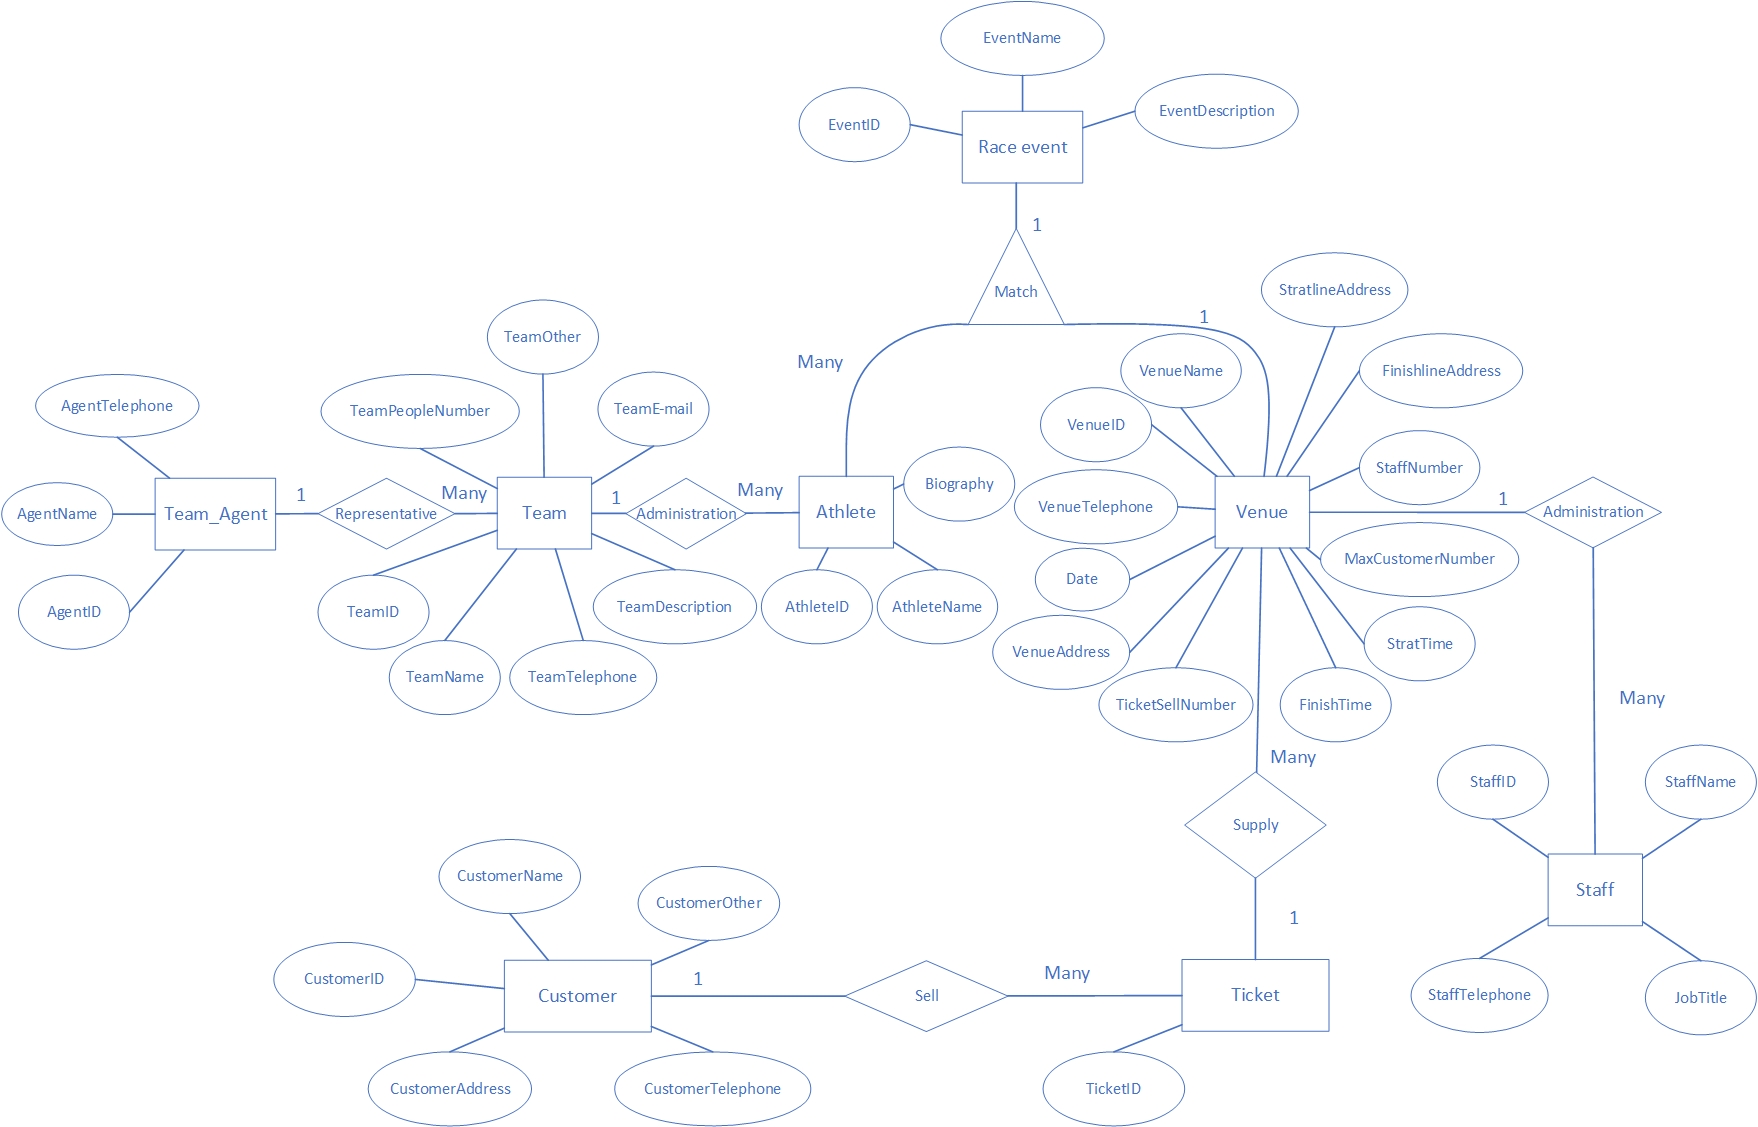 EventName
EventID
EventDescription
Race event
1
Match
StratlineAddress
1
TeamOther
Many
VenueName
FinishlineAddress
AgentTelephone
TeamPeopleNumber
TeamE-mail
VenueID
StaffNumber
Biography
1
Many
1
Many
1
VenueTelephone
AgentName
Team_Agent
Representative
Team
Administration
Athlete
Venue
Administration
MaxCustomerNumber
Date
AgentID
TeamID
TeamDescription
AthleteID
AthleteName
VenueAddress
StratTime
TeamName
TeamTelephone
TicketSellNumber
FinishTime
Many
Many
StaffID
StaffName
Supply
CustomerName
Staff
CustomerOther
1
CustomerID
1
Many
Customer
Sell
Ticket
StaffTelephone
JobTitle
CustomerAddress
CustomerTelephone
TicketID